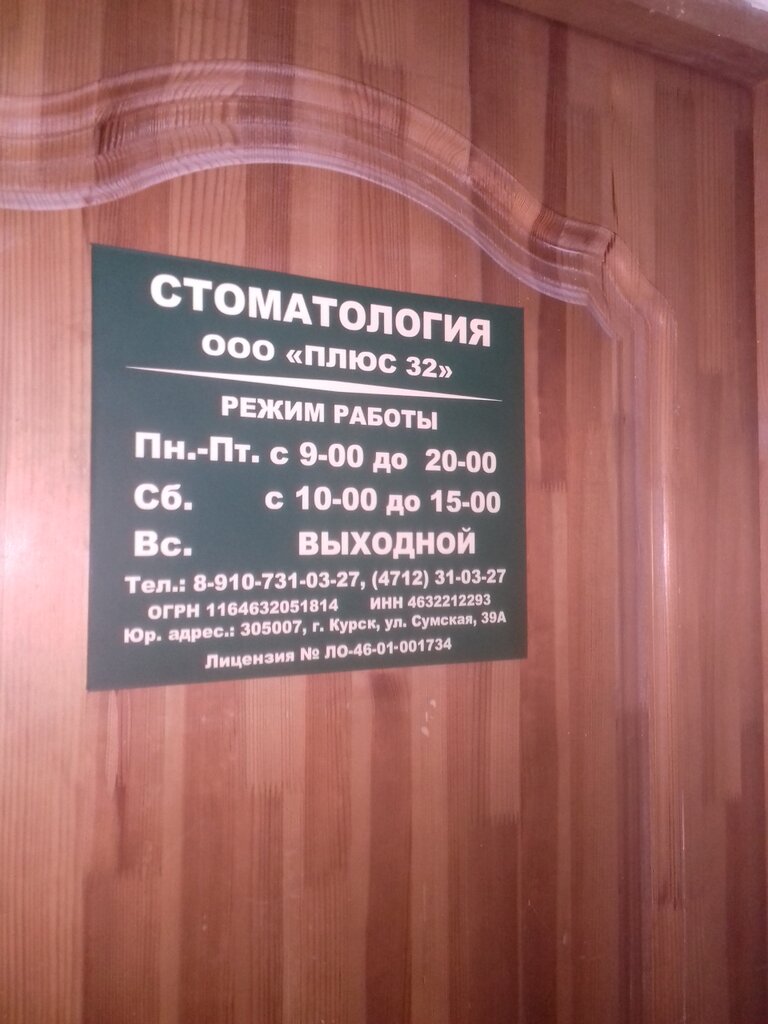 СТОМАТОЛОГИЯ
ООО «ПЛЮС 32»
РЕЖИМ РАБОТЫ
Пн.-Пт. с 9-00 до 20-00
Сб. с 10-00 до 15-00
Вс. ВЫХОДНОЙ
Тел.: 8-910-731-03-27, (4712) 31-03-27
ОГРН 1164632051814 ИНН 4632212293
Юр. адрес.: 305007, г. Курск, ул. Сумская, 39А
Лицензия № ЛО-46-01-001734